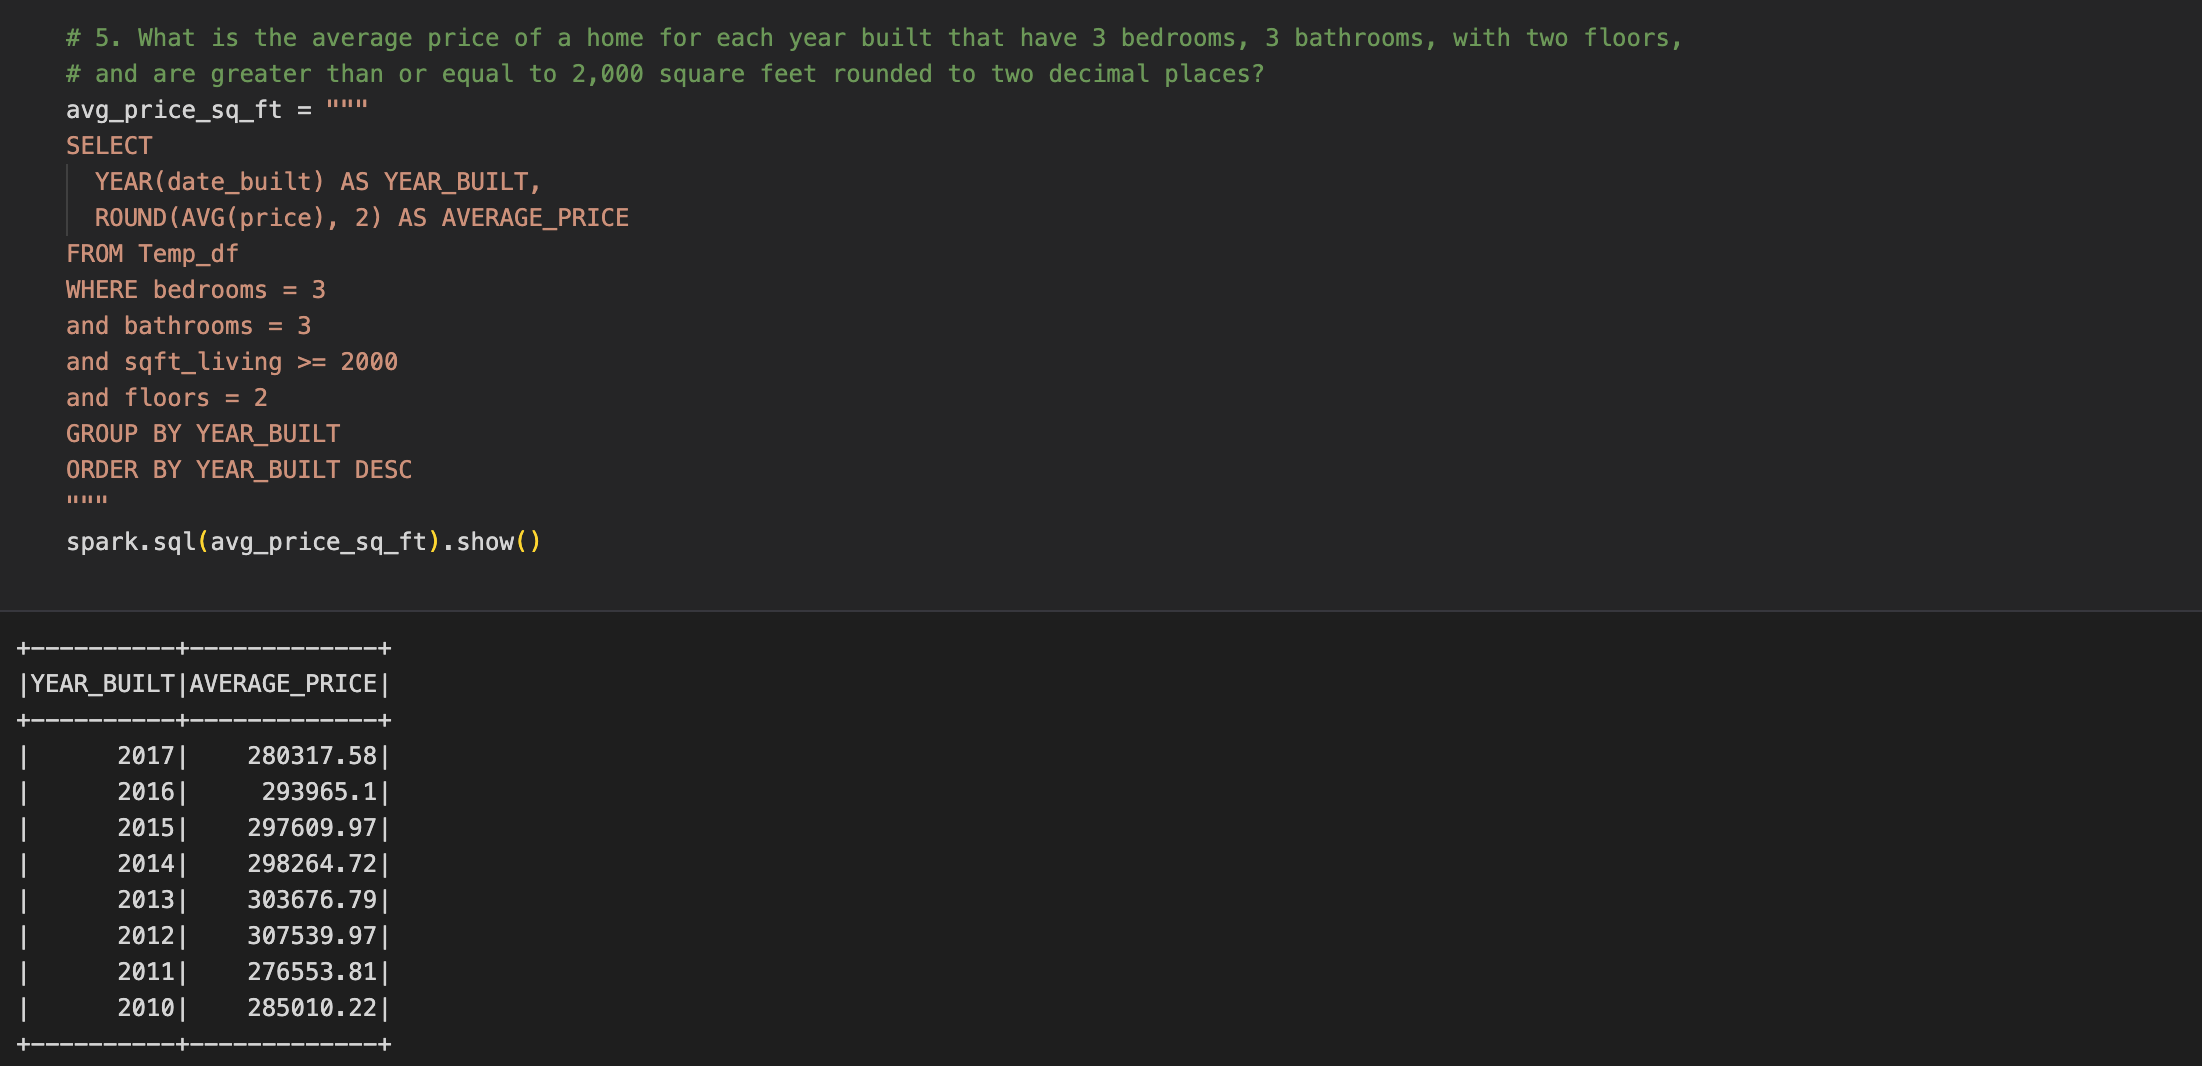 # 5. What is the average price of a home for each year built that have 3 bedrooms, 3 bathrooms, with two floors,
# and are greater than or equal to 2,000 square feet rounded to two decimal places?
avg_price_sq_ft = """
SELECT
  YEAR(date_built) AS YEAR_BUILT,
  ROUND(AVG(price), 2) AS AVERAGE_PRICE
FROM Temp_df
WHERE bedrooms = 3
and bathrooms = 3
and sqft_living >= 2000
and floors = 2
GROUP BY YEAR_BUILT
ORDER BY YEAR_BUILT DESC
"""
spark.sql(avg_price_sq_ft).show()
+----------+-------------+
|YEAR_BUILT|AVERAGE_PRICE|
+----------+-------------+
|      2017|    280317.58|
|      2016|     293965.1|
|      2015|    297609.97|
|      2014|    298264.72|
|      2013|    303676.79|
|      2012|    307539.97|
|      2011|    276553.81|
|      2010|    285010.22|
+----------+-------------+